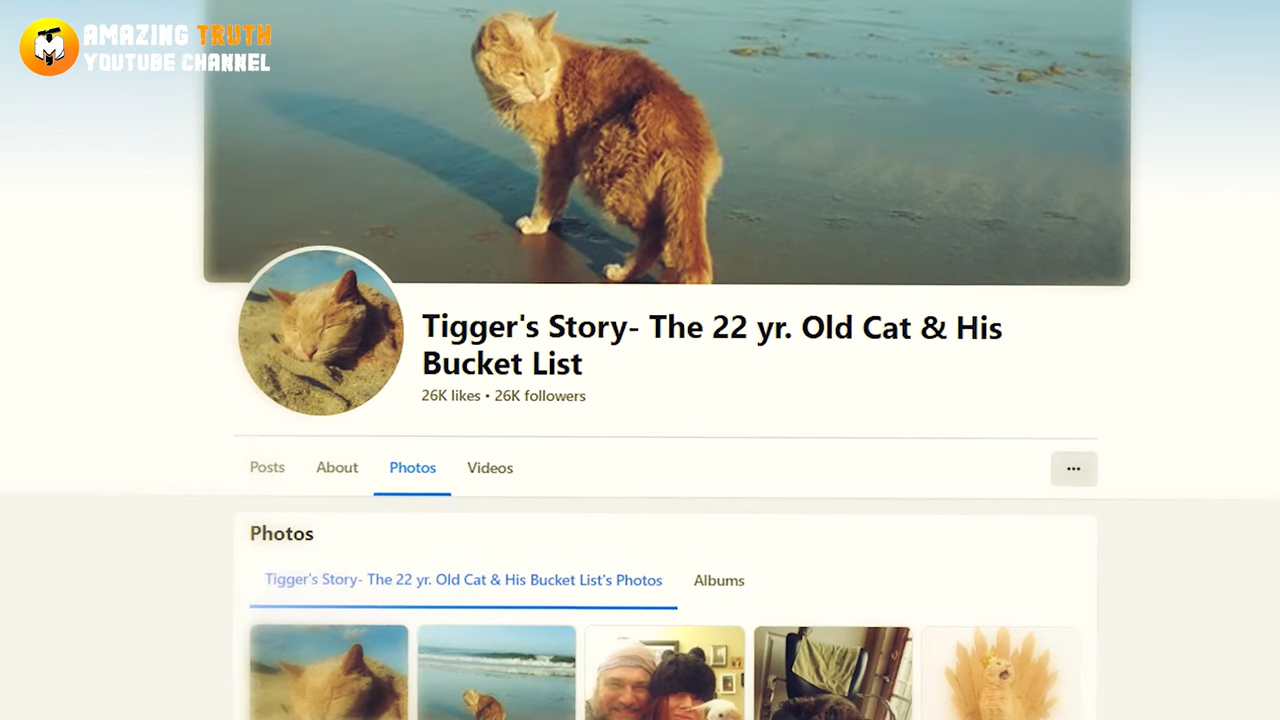 AMAZING TRUTH
YOUTUBE CHANNEL
Tigger's Story- The 22 yr. Old Cat & His
Bucket List
26K likes • 26K followers
Posts About Photos Videos
Photos
Tigger's Story- The 22 yr. Old Cat & His Bucket List's Photos Albums